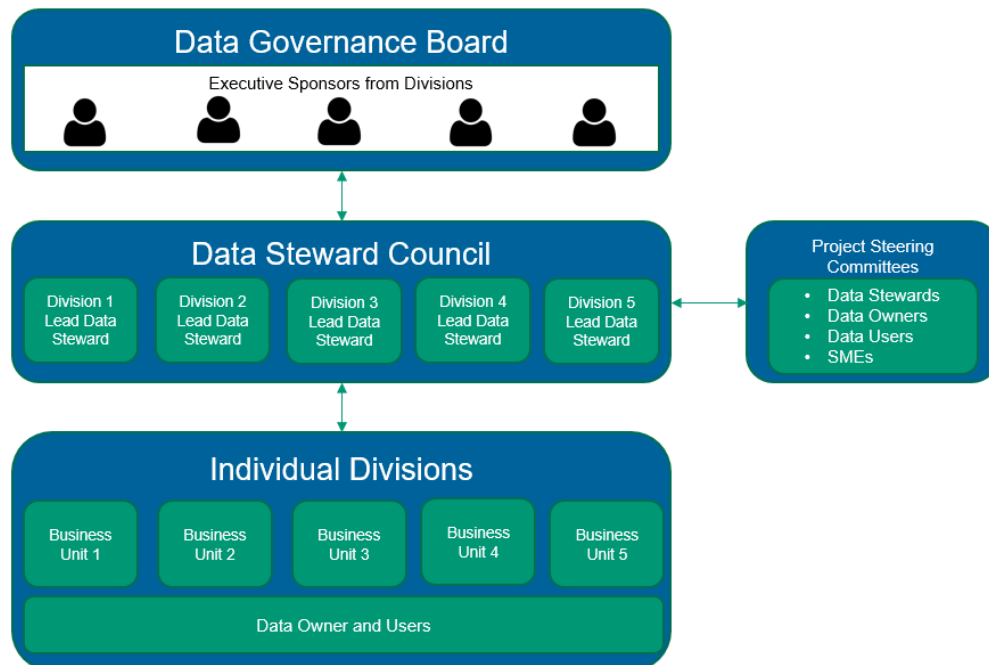 Data Governance Board
Executive Sponsors from Divisions
Data Steward Council
Division 1
Lead Data
Steward
Division 2
Lead Data
Steward
Division 3
Lead Data
Steward
Division 4
Lead Data
Steward
Division 5
Lead Data
Steward
Project Steering
Committees
• Data Stewards
• Data Owners
• Data Users
• SMEs
Individual Divisions
Business
Unit 1
Business
Unit 2
Business
Unit 3
Business
Unit 4
Business
Unit 5
Data Owner and Users